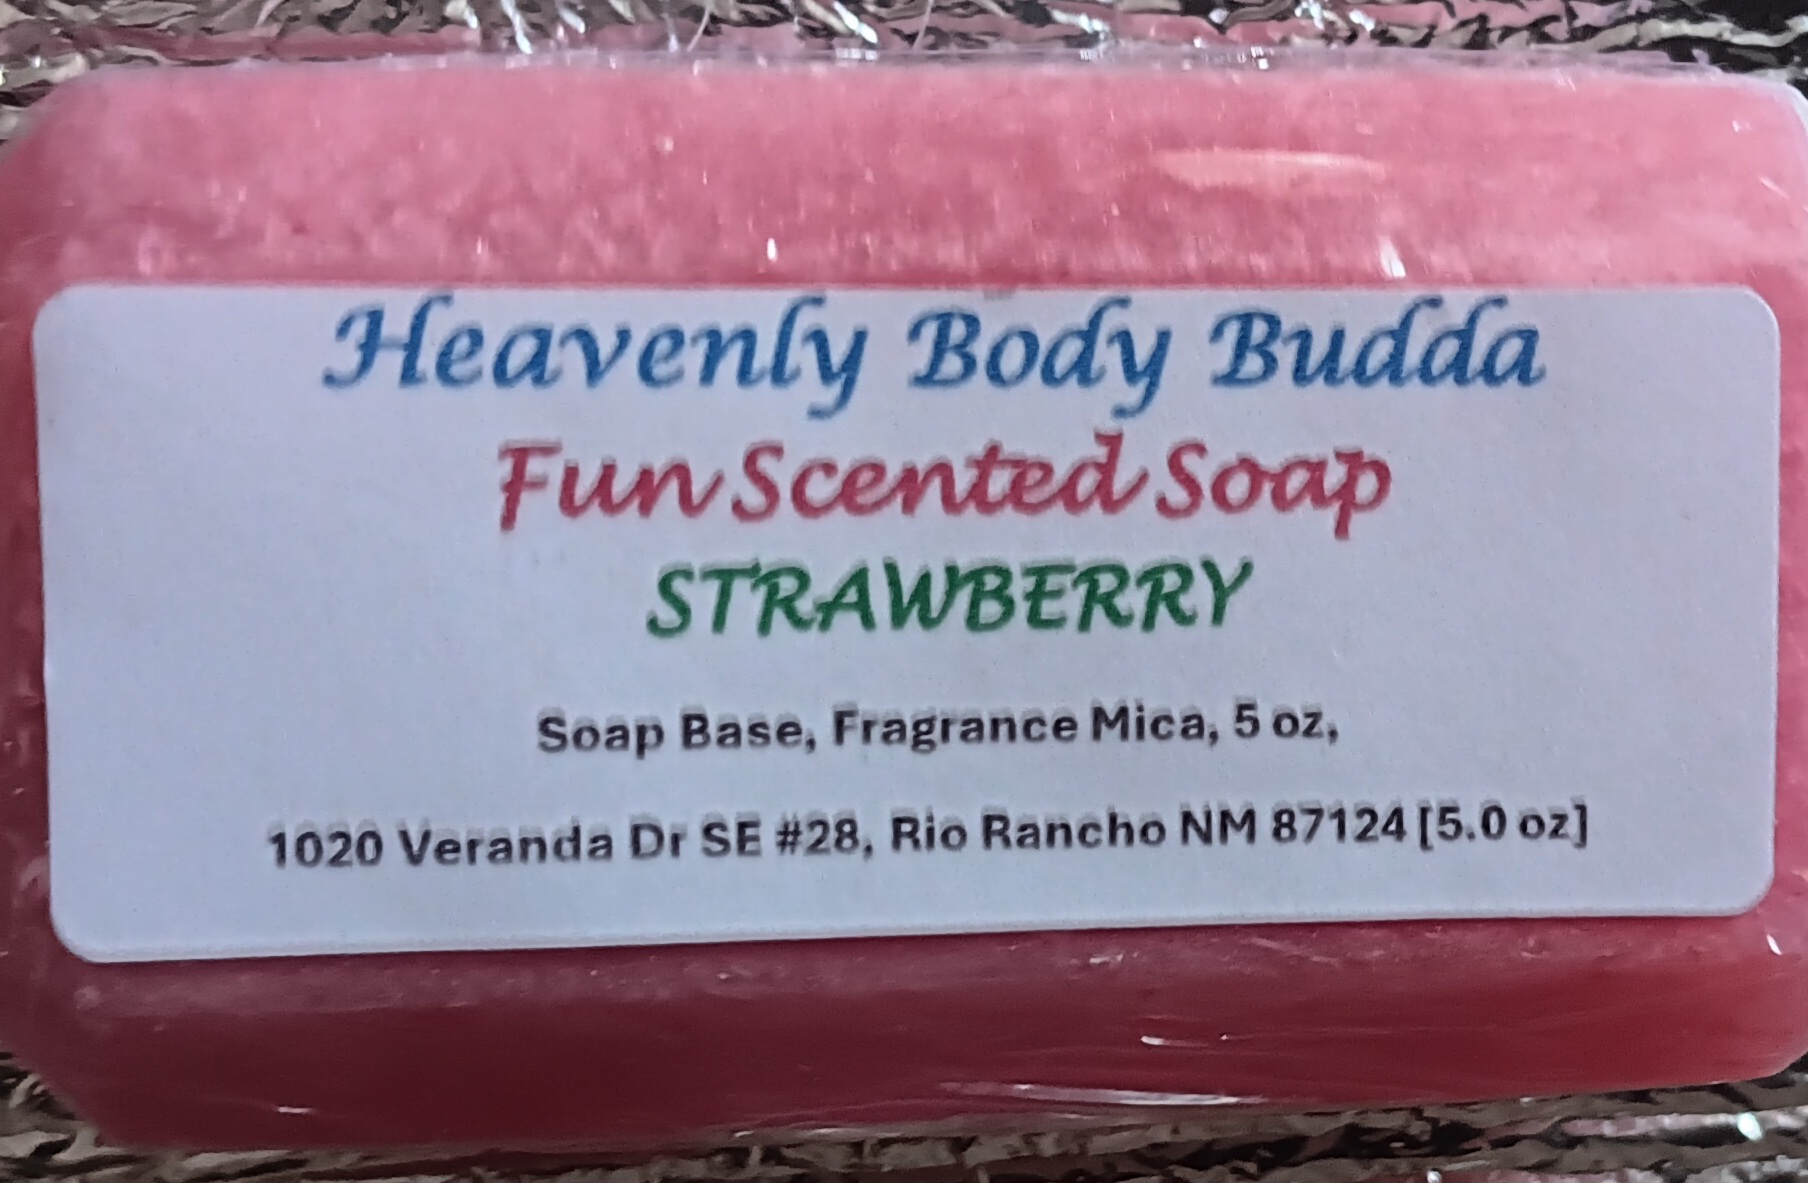 Heavenly Body Budda
Fun Scented Soap
STRAWBERRY
Soap Base, Fragrance Mica, 5 oz,
1020 Veranda Dr SE #28, Rio Rancho NM 87124 [5.0 oz]